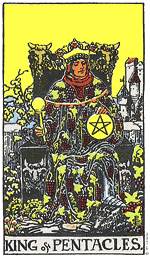 KING of PENTACLES.